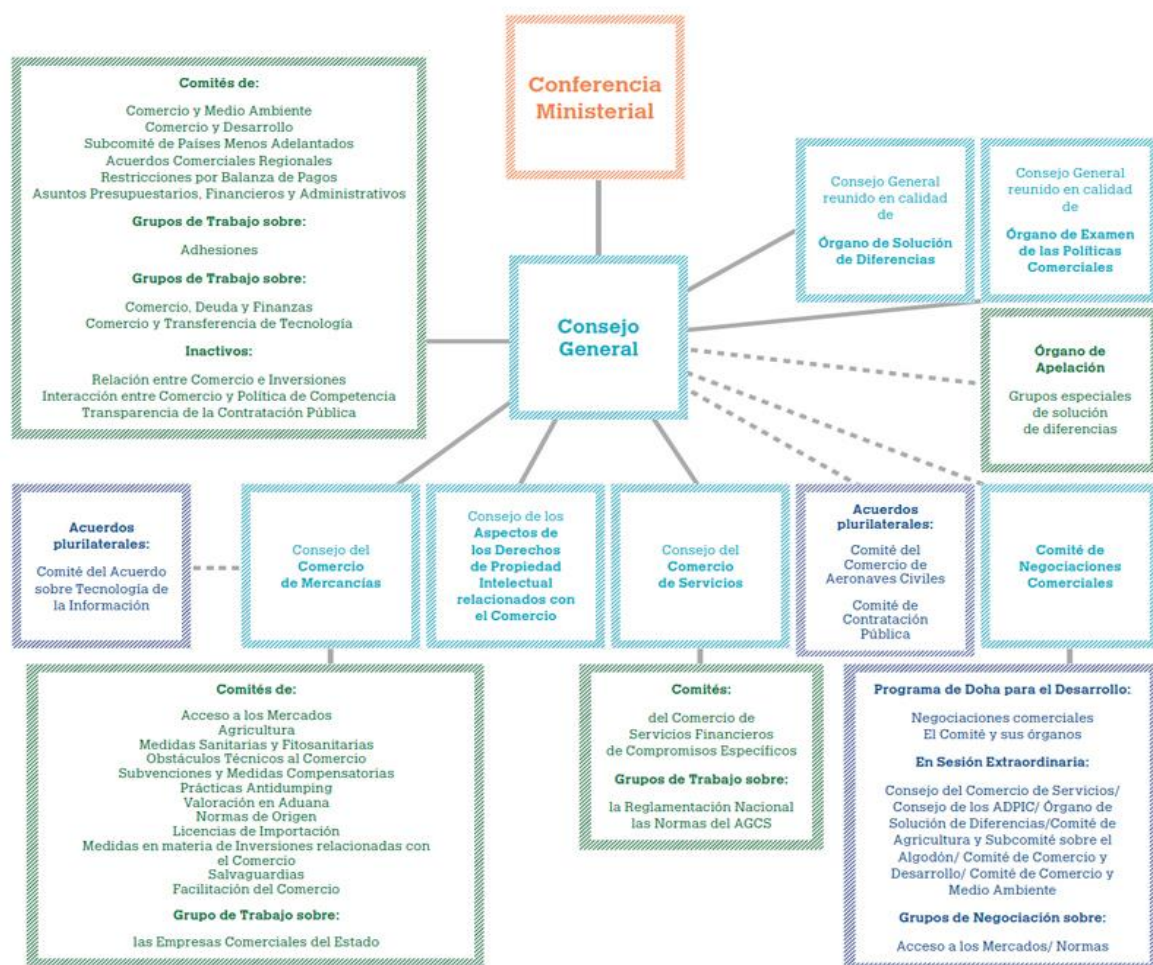 Conferencia
Ministerial
Comités de:
Comercio y Medio Ambiente
Comercio y Desarrollo
Subcomité de Países Menos Adelantados
Acuerdos Comerciales Regionales
Restricciones por Balanza de Pagos
Asuntos Presupuestarios, Financieros y Administrativos
Grupos de Trabajo sobre:
Adhesiones
Grupos de Trabajo sobre:
Comercio, Deuda y Finanzas
Comercio y Transferencia de Tecnología
Inactivos:
Relación entre Comercio e Inversiones
Interacción entre Comercio y Política de Competencia
Transparencia de la Contratación Pública
Consejo General
reunido en calidad
de
Órgano de Solución
de Diferencias
Consejo General
reunido en calidad
de
Órgano de Examen
de las Políticas
Comerciales
Consejo
General
Órgano de
Apelación
Grupos especiales
de solución
de diferencias
Acuerdos
plurilaterales:
Comité del Acuerdo
sobre Tecnología de
la Información
Consejo del
Comercio
de Mercancías
Consejo de los
Aspectos de
los Derechos
de Propiedad
Intelectual
relacionados con
el Comercio
Consejo del
Comercio
de Servicios
Acuerdos
plurilaterales:
Comité del
Comercio de
Aeronaves Civiles
Comité de
Contratación
Pública
Comité de
Negociaciones
Comerciales
Comités de:
Acceso a los Mercados
Agricultura
Medidas Sanitarias y Fitosanitarias
Obstáculos Técnicos al Comercio
Subvenciones y Medidas Compensatorias
Prácticas Antidumping
Valoración en Aduana
Normas de Origen
Licencias de Importación
Medidas en materia de Inversiones relacionadas con
el Comercio
Salvaguardias
Facilitación del Comercio
Grupo de Trabajo sobre:
las Empresas Comerciales del Estado
Comités:
del Comercio de
Servicios Financieros
de Compromisos Específicos
Grupos de Trabajo sobre:
la Reglamentación Nacional
las Normas del AGCS
Programa de Doha para el Desarrollo:
Negociaciones comerciales
El Comité y sus órganos
En Sesión Extraordinaria:
Consejo del Comercio de Servicios/
Consejo de los ADPIC/ Órgano de
Solución de Diferencias/Comité de
Agricultura y Subcomité sobre el
Algodón/ Comité de Comercio y
Desarrollo/ Comité de Comercio y
Medio Ambiente
Grupos de Negociación sobre:
Acceso a los Mercados/ Normas